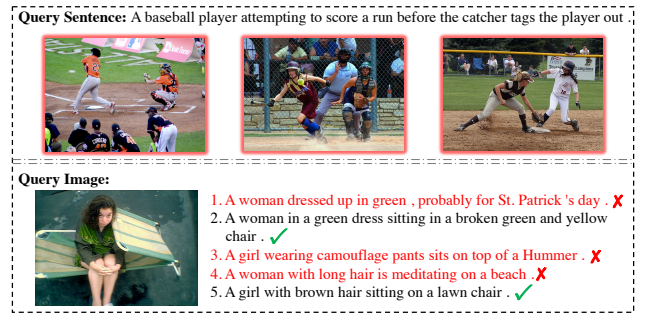 Query Sentence: A baseball player attempting to score a run before the catcher tags the player out .
Query Image:
1. A woman dressed up in green , probably for St. Patrick 's day . ✗
2. A woman in a green dress sitting in a broken green and yellow
chair . ✓
3. A girl wearing camouflage pants sits on top of a Hummer . ✗
4. A woman with long hair is meditating on a beach . ✗
5. A girl with brown hair sitting on a lawn chair . ✓